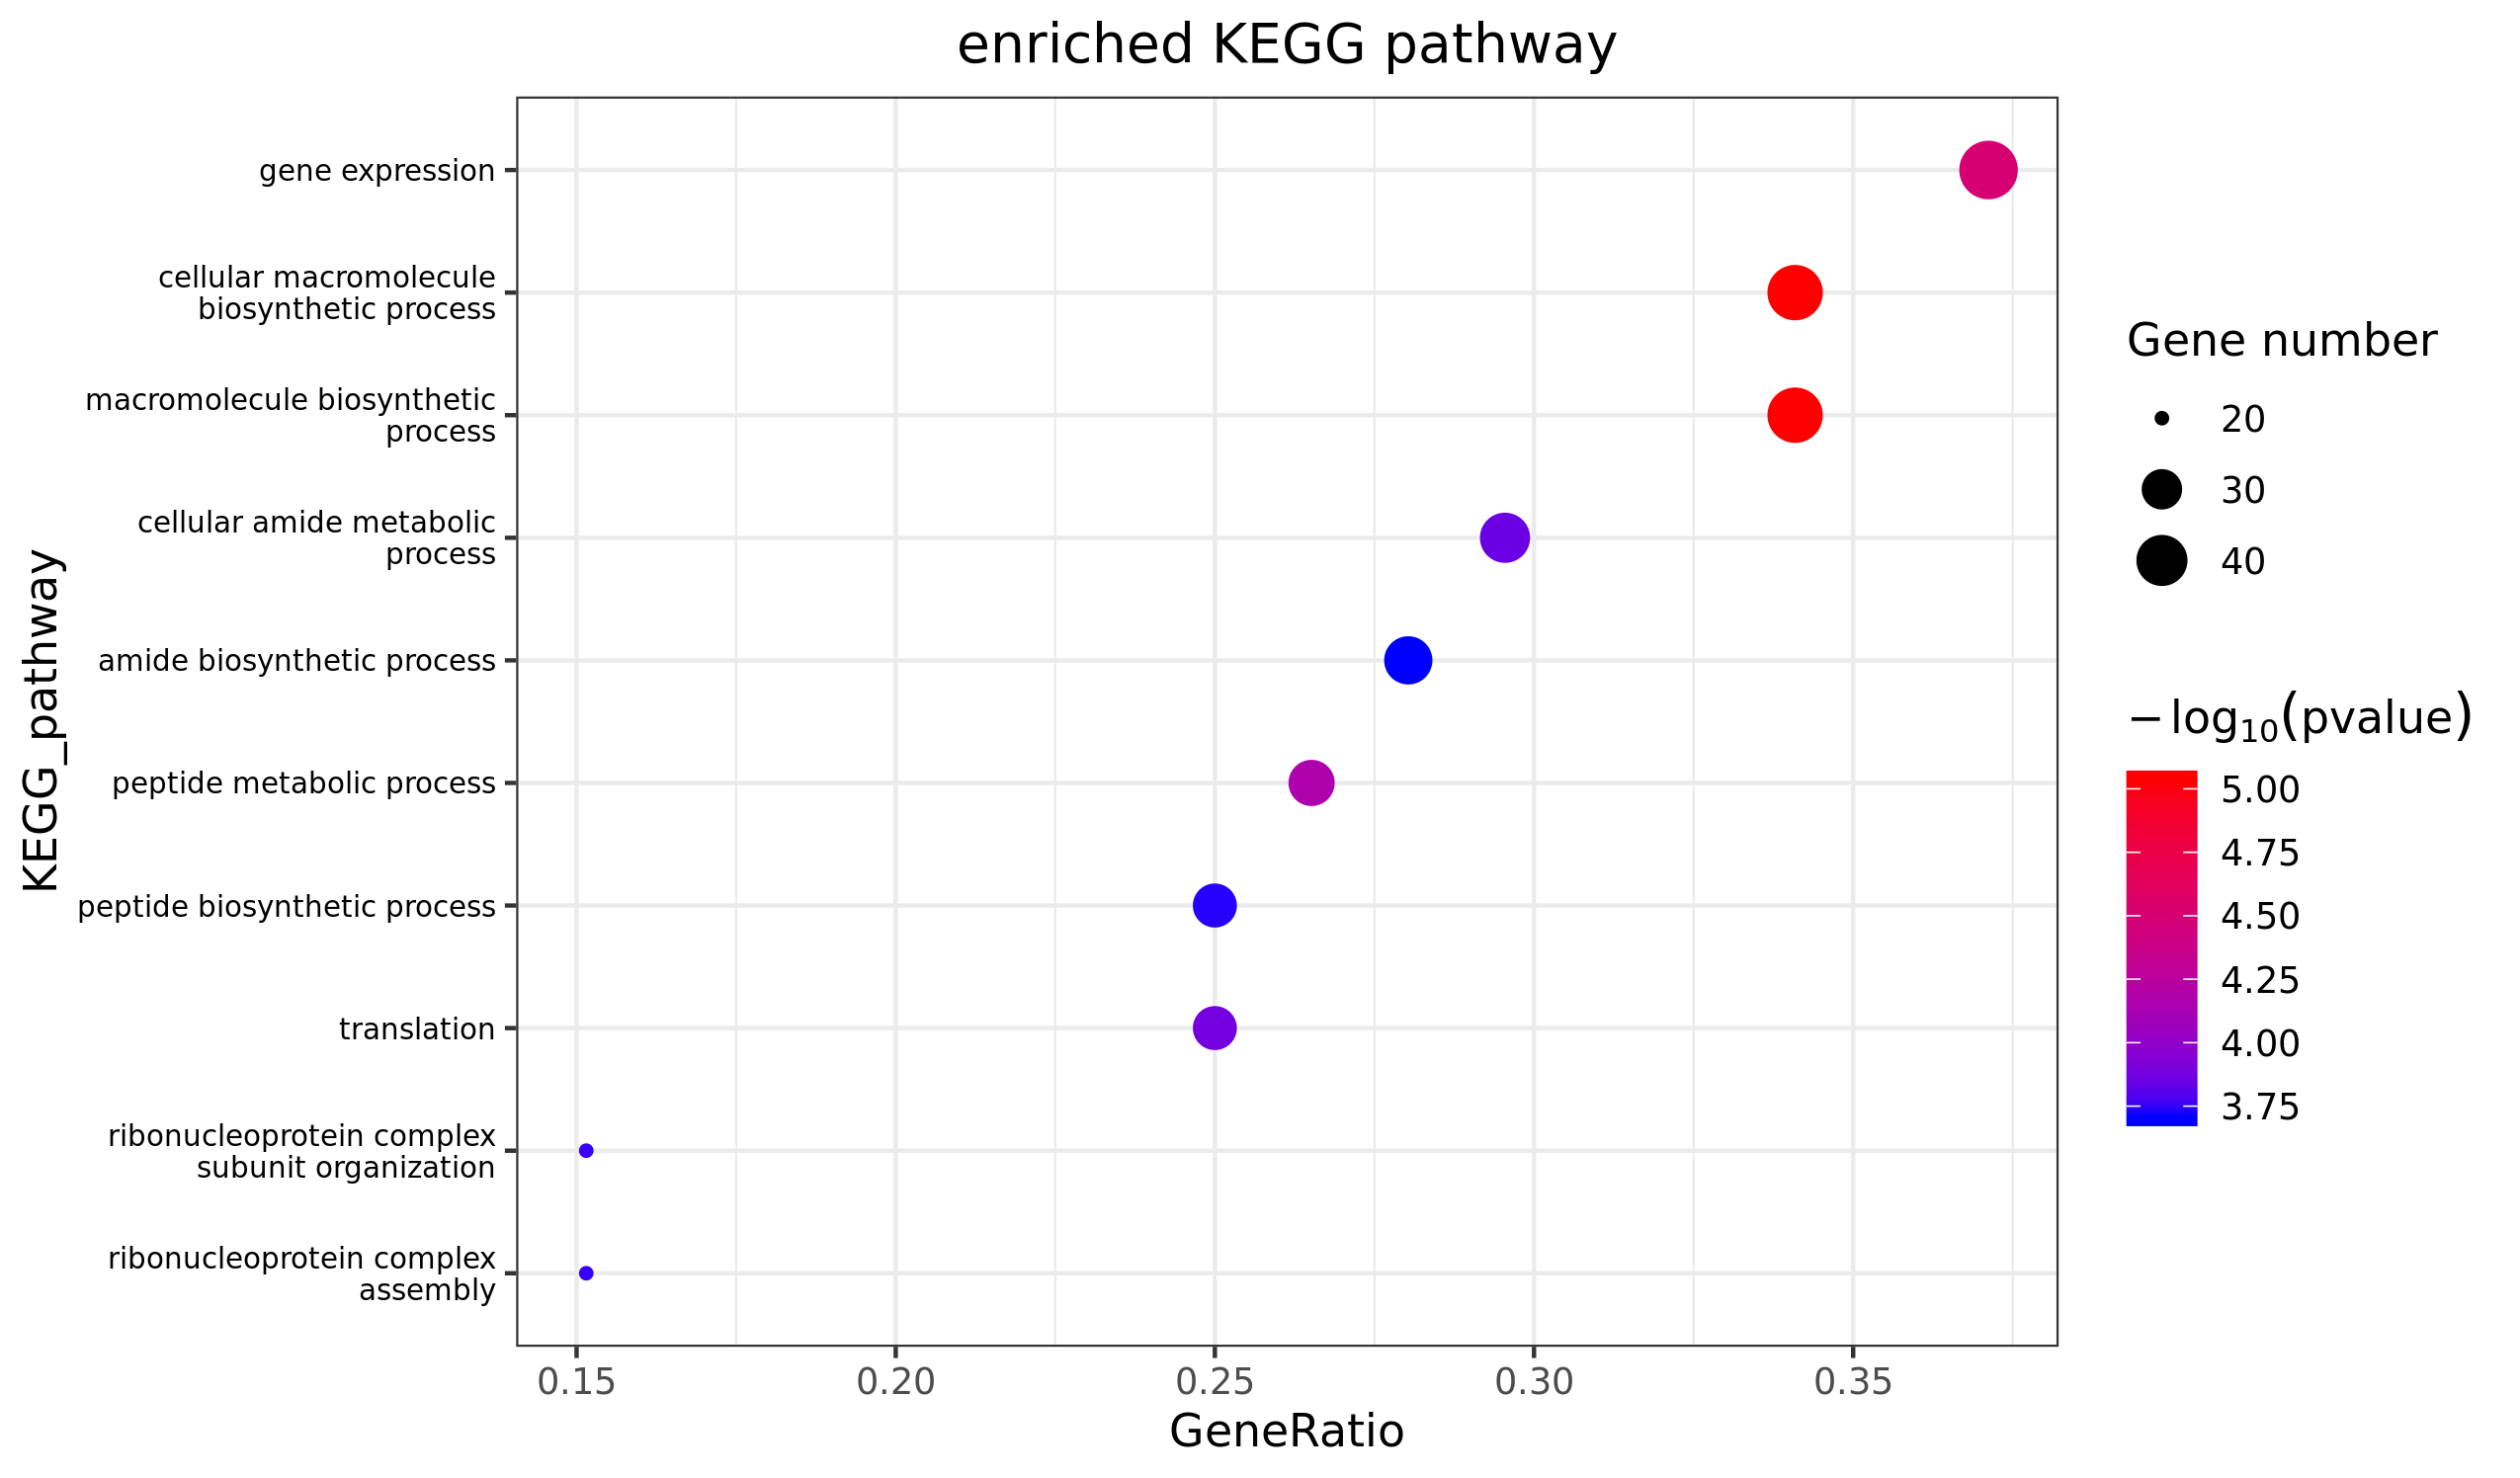 enriched KEGG pathway
KEGG_pathway
gene expression
cellular macromolecule
biosynthetic process
macromolecule biosynthetic
process
cellular amide metabolic
process
amide biosynthetic process
peptide metabolic process
peptide biosynthetic process
translation
ribonucleoprotein complex
subunit organization
ribonucleoprotein complex
assembly
0.15 0.20 0.25 0.30 0.35
GeneRatio
Gene number
20
30
40
−log₁₀(pvalue)
5.00
4.75
4.50
4.25
4.00
3.75